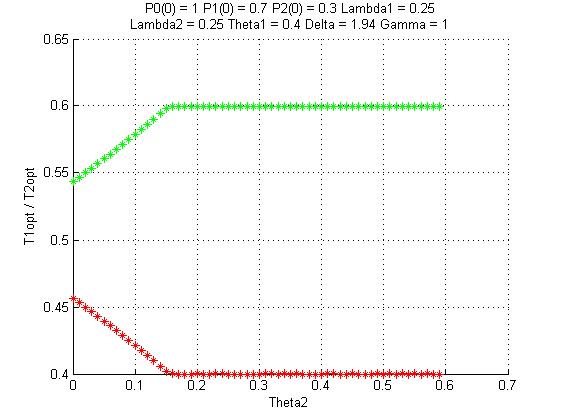 P0(0) = 1 P1(0) = 0.7 P2(0) = 0.3 Lambda1 = 0.25
Lambda2 = 0.25 Theta1 = 0.4 Delta = 1.94 Gamma = 1
0.65
0.6
0.55
0.5
0.45
0.4
T1opt / T2opt
0 0.1 0.2 0.3 0.4 0.5 0.6 0.7
Theta2